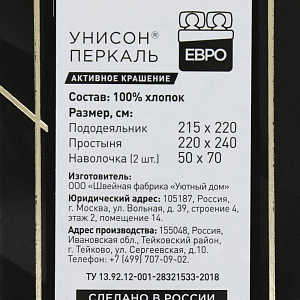 УНИСОН®
ПЕРКАЛЬ
ЕВРО
АКТИВНОЕ КРАШЕНИЕ
Состав: 100% хлопок
Размер, см:
Пододеяльник 215 х 220
Простыня 220 х 240
Наволочка (2 шт.) 50 х 70
Изготовитель:
ООО «Швейная фабрика «Уютный дом»
Юридический адрес: 105187, Россия,
г. Москва, ул. Вольная, д. 39, строение 4,
этаж 2, помещение 14.
Адрес производства: 155048, Россия,
Ивановская обл., Тейковский район,
г. Тейково, ул. Сергеевская, д. 10.
Телефон: +7 (499) 707-09-02.
ТУ 13.92.12-001-28321533-2018
СДЕЛАНО В РОССИИ